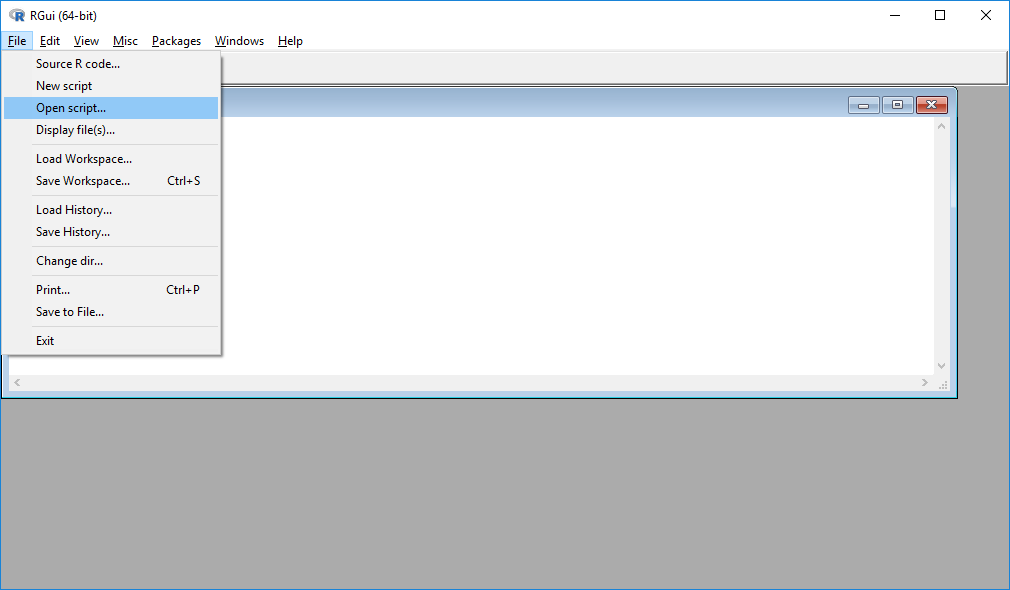 RGui (64-bit)
File Edit View Misc Packages Windows Help
Source R code...
New script
Open script...
Display file(s)...
Load Workspace...
Save Workspace... Ctrl+S
Load History...
Save History...
Change dir...
Print... Ctrl+P
Save to File...
Exit